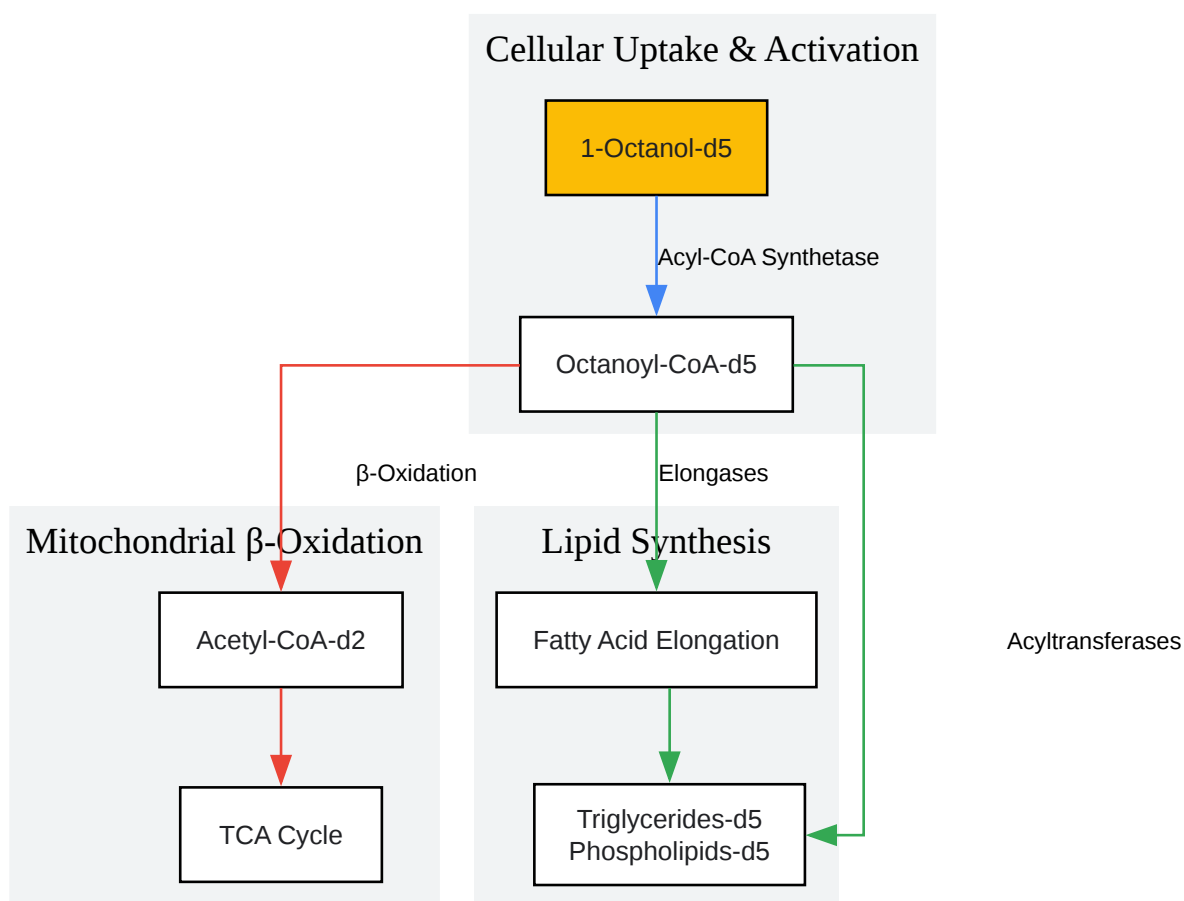 Cellular Uptake & Activation
1-Octanol-d5
Acyl-CoA Synthetase
Octanoyl-CoA-d5
β-Oxidation
Elongases
Mitochondrial β-Oxidation
Lipid Synthesis
Acetyl-CoA-d2
Fatty Acid Elongation
Acyltransferases
TCA Cycle
Triglycerides-d5
Phospholipids-d5